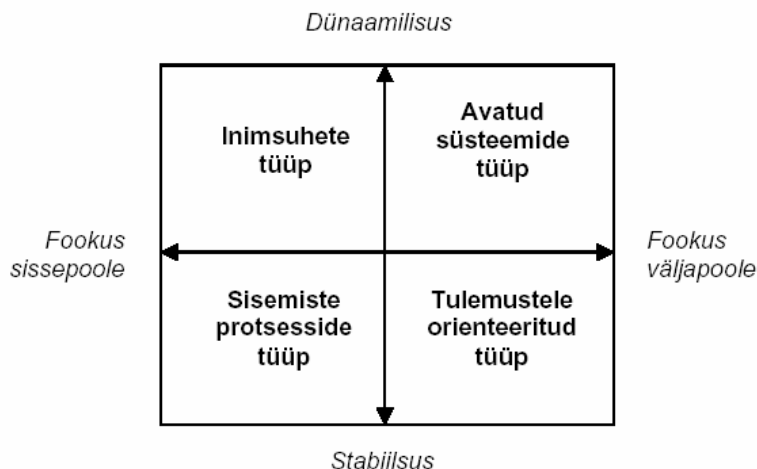 Dünaamilisus
Inimsuhete
tüüp
Avatud
süsteemide
tüüp
Fookus
sissepoole
Fookus
väljapoole
Sisemiste
protsesside
tüüp
Tulemustele
orienteeritud
tüüp
Stabiilsus